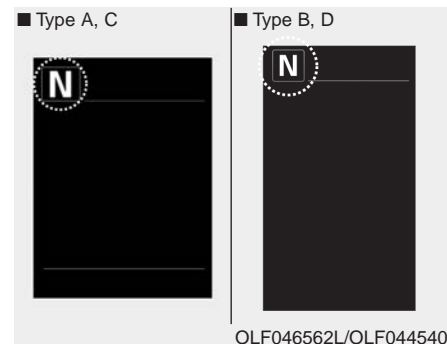 ■ Type A, C
■ Type B, D
N
N
OLF046562L/OLF044540